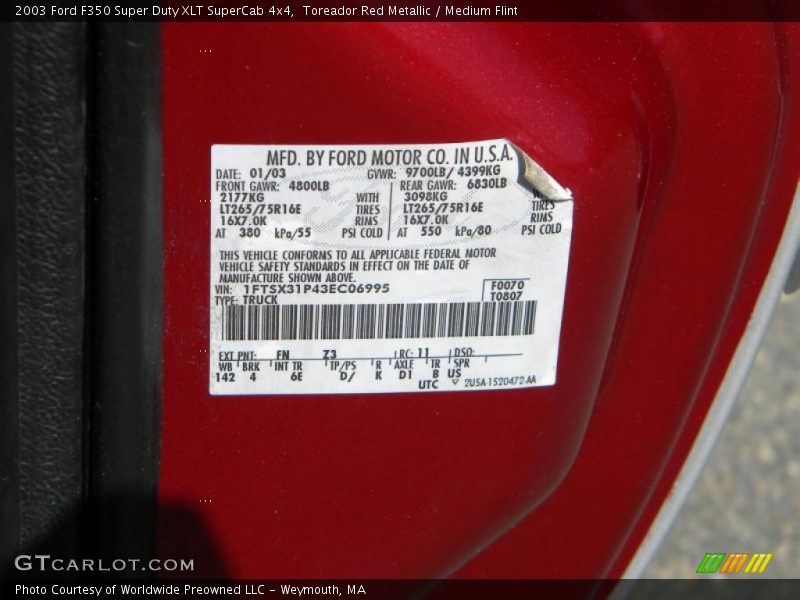 2003 Ford F350 Super Duty XLT SuperCab 4x4,  Toreador Red Metallic / Medium Flint
MFD. BY FORD MOTOR CO. IN U.S.A.
DATE: 01/03 GVWR: 9700LB/ 4399KG
FRONT GAWR: 4800LB REAR GAWR: 6830LB
2177KG WITH 3098KG
LT265/75R16E TIRES LT265/75R16E TIRES
16X7.0K RINS 16X7.0K RINS
AT 380 kPa/55 PSI COLD AT 550 kPa/80 PSI COLD
THIS VEHICLE CONFORMS TO ALL APPLICABLE FEDERAL MOTOR
VEHICLE SAFETY STANDARDS IN EFFECT ON THE DATE OF
MANUFACTURE SHOWN ABOVE.
VIN: 1FTSX31P43EC06995 F0070
TYPE: TRUCK T0807
EXT PNT: FN Z3 RC: 11 DSO:
WB BRK INT TR TP/PS R AXLE TR SPR
142 4 6E D/ K D1 B US
UTC ▽ 2USA-1520472-AA
GTCARLOT.COM
Photo Courtesy of Worldwide Preowned LLC - Weymouth, MA